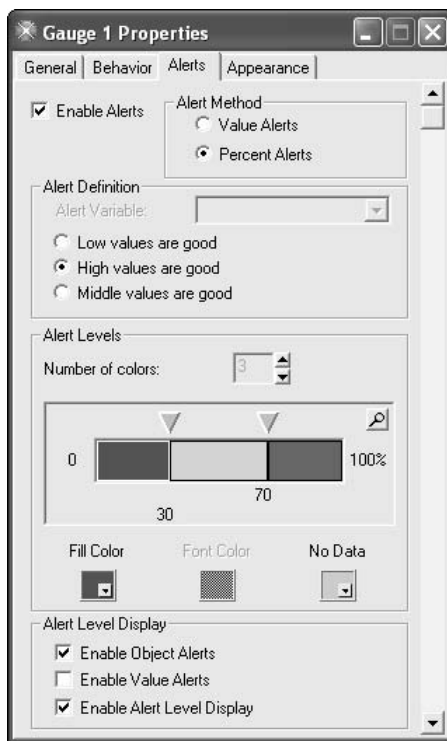 Gauge 1 Properties
General Behavior Alerts Appearance
Enable Alerts
Alert Method
Value Alerts
Percent Alerts
Alert Definition
Alert Variable:
Low values are good
High values are good
Middle values are good
Alert Levels
Number of colors: 3
0 100%
70
30
Fill Color Font Color No Data
Alert Level Display
Enable Object Alerts
Enable Value Alerts
Enable Alert Level Display